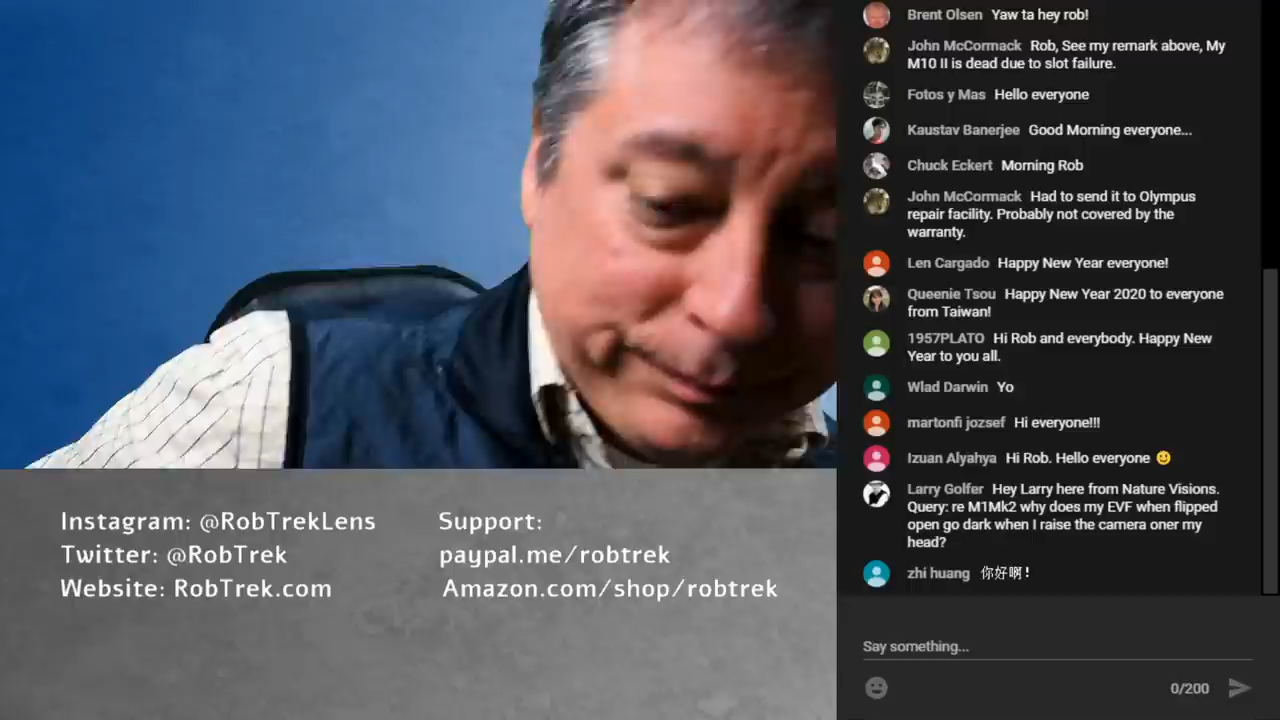 Instagram: @RobTrekLens
Twitter: @RobTrek
Website: RobTrek.com
Support:
paypal.me/robtrek
Amazon.com/shop/robtrek
Brent Olsen Yaw ta hey rob!
John McCormack Rob, See my remark above, My
M10 II is dead due to slot failure.
Fotos y Mas Hello everyone
Kaustav Banerjee Good Morning everyone...
Chuck Eckert Morning Rob
John McCormack Had to send it to Olympus
repair facility. Probably not covered by the
warranty.
Len Cargado Happy New Year everyone!
Queenie Tsou Happy New Year 2020 to everyone
from Taiwan!
1957PLATO Hi Rob and everybody. Happy New
Year to you all.
Wlad Darwin Yo
martonfi jozsef Hi everyone!!!
Izuan Alyahya Hi Rob. Hello everyone 🙂
Larry Golfer Hey Larry here from Nature Visions.
Query: re M1Mk2 why does my EVF when flipped
open go dark when I raise the camera oner my
head?
zhi huang 你好啊！
Say something...
0/200